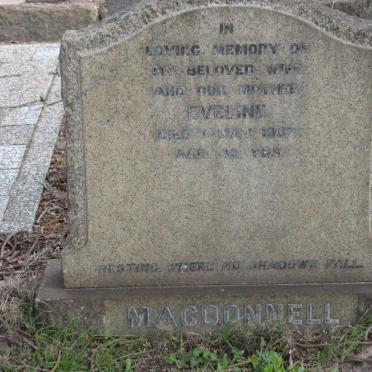 IN
LOVING MEMORY OF
MY BELOVED WIFE
AND OUR MOTHER
EVELINE
DIED MAY
AGE YRS
RESTING WHERE NO SHADOWS FALL.
MACDONNELL